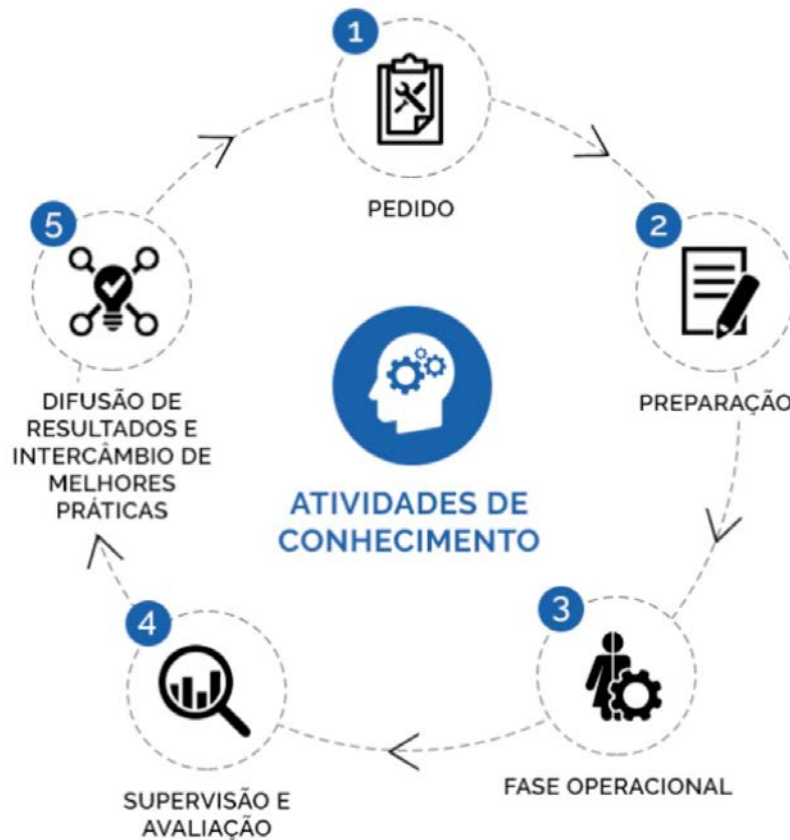 1
PEDIDO
2
PREPARAÇÃO
3
FASE OPERACIONAL
4
SUPERVISÃO E
AVALIAÇÃO
5
DIFUSÃO DE
RESULTADOS E
INTERCÂMBIO DE
MELHORES
PRÁTICAS
ATIVIDADES DE
CONHECIMENTO